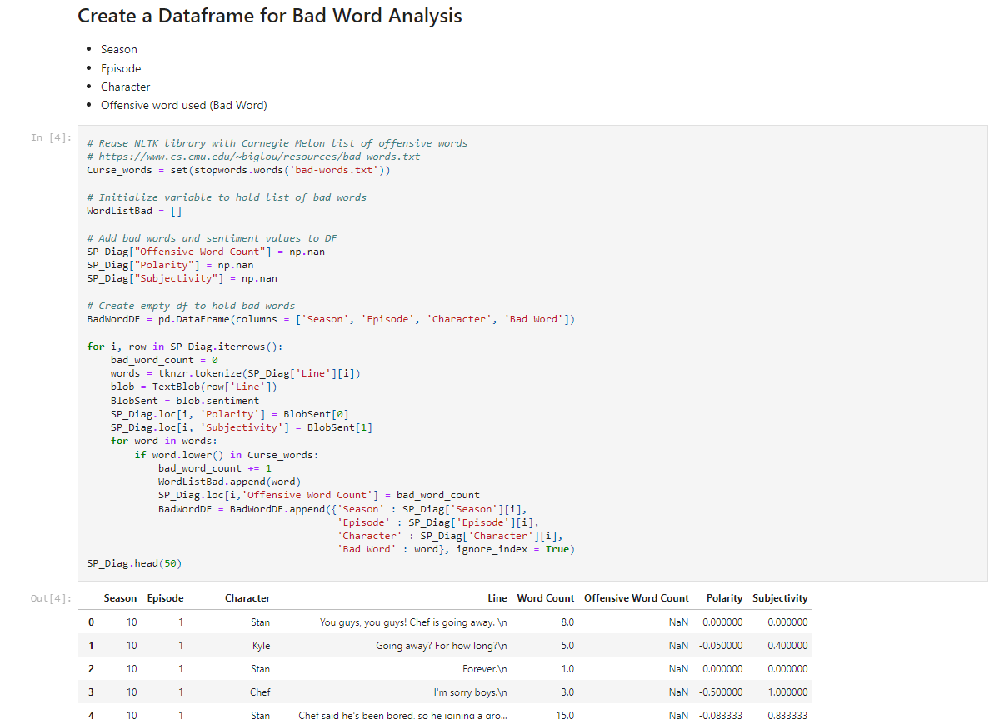 Create a Dataframe for Bad Word Analysis
• Season
• Episode
• Character
• Offensive word used (Bad Word)
In [4]:
# Reuse NLTK library with Carnegie Melon list of offensive words
# https://www.cs.cmu.edu/~biglou/resources/bad-words.txt
Curse_words = set(stopwords.words('bad-words.txt'))
# Initialize variable to hold list of bad words
WordListBad = []
# Add bad words and sentiment values to DF
SP_Diag["Offensive Word Count"] = np.nan
SP_Diag["Polarity"] = np.nan
SP_Diag["Subjectivity"] = np.nan
# Create empty df to hold bad words
BadWordDF = pd.DataFrame(columns = ['Season', 'Episode', 'Character', 'Bad Word'])
for i, row in SP_Diag.iterrows():
    bad_word_count = 0
    words = tknzr.tokenize(SP_Diag['Line'][i])
    blob = TextBlob(row['Line'])
    BlobSent = blob.sentiment
    SP_Diag.loc[i, 'Polarity'] = BlobSent[0]
    SP_Diag.loc[i, 'Subjectivity'] = BlobSent[1]
    for word in words:
        if word.lower() in Curse_words:
            bad_word_count += 1
            WordListBad.append(word)
            SP_Diag.loc[i,'Offensive Word Count'] = bad_word_count
            BadWordDF = BadWordDF.append({'Season' : SP_Diag['Season'][i],
                                          'Episode' : SP_Diag['Episode'][i],
                                          'Character' : SP_Diag['Character'][i],
                                          'Bad Word' : word}, ignore_index = True)
SP_Diag.head(50)
Out[4]:
Season Episode Character Line Word Count Offensive Word Count Polarity Subjectivity
0 10 1 Stan You guys, you guys! Chef is going away. \n 8.0 NaN 0.000000 0.000000
1 10 1 Kyle Going away? For how long?\n 5.0 NaN -0.050000 0.400000
2 10 1 Stan Forever.\n 1.0 NaN 0.000000 0.000000
3 10 1 Chef I'm sorry boys.\n 3.0 NaN -0.500000 1.000000
4 10 1 Stan Chef said he's been bored, so he joining a gro... 15.0 NaN -0.083333 0.833333